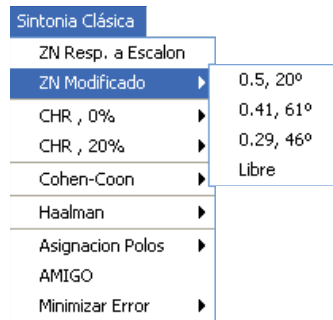 Sintonia Clásica
ZN Resp. a Escalon
ZN Modificado
CHR , 0%
CHR , 20%
Cohen-Coon
Haalman
Asignacion Polos
AMIGO
Minimizar Error
0.5, 20º
0.41, 61º
0.29, 46º
Libre